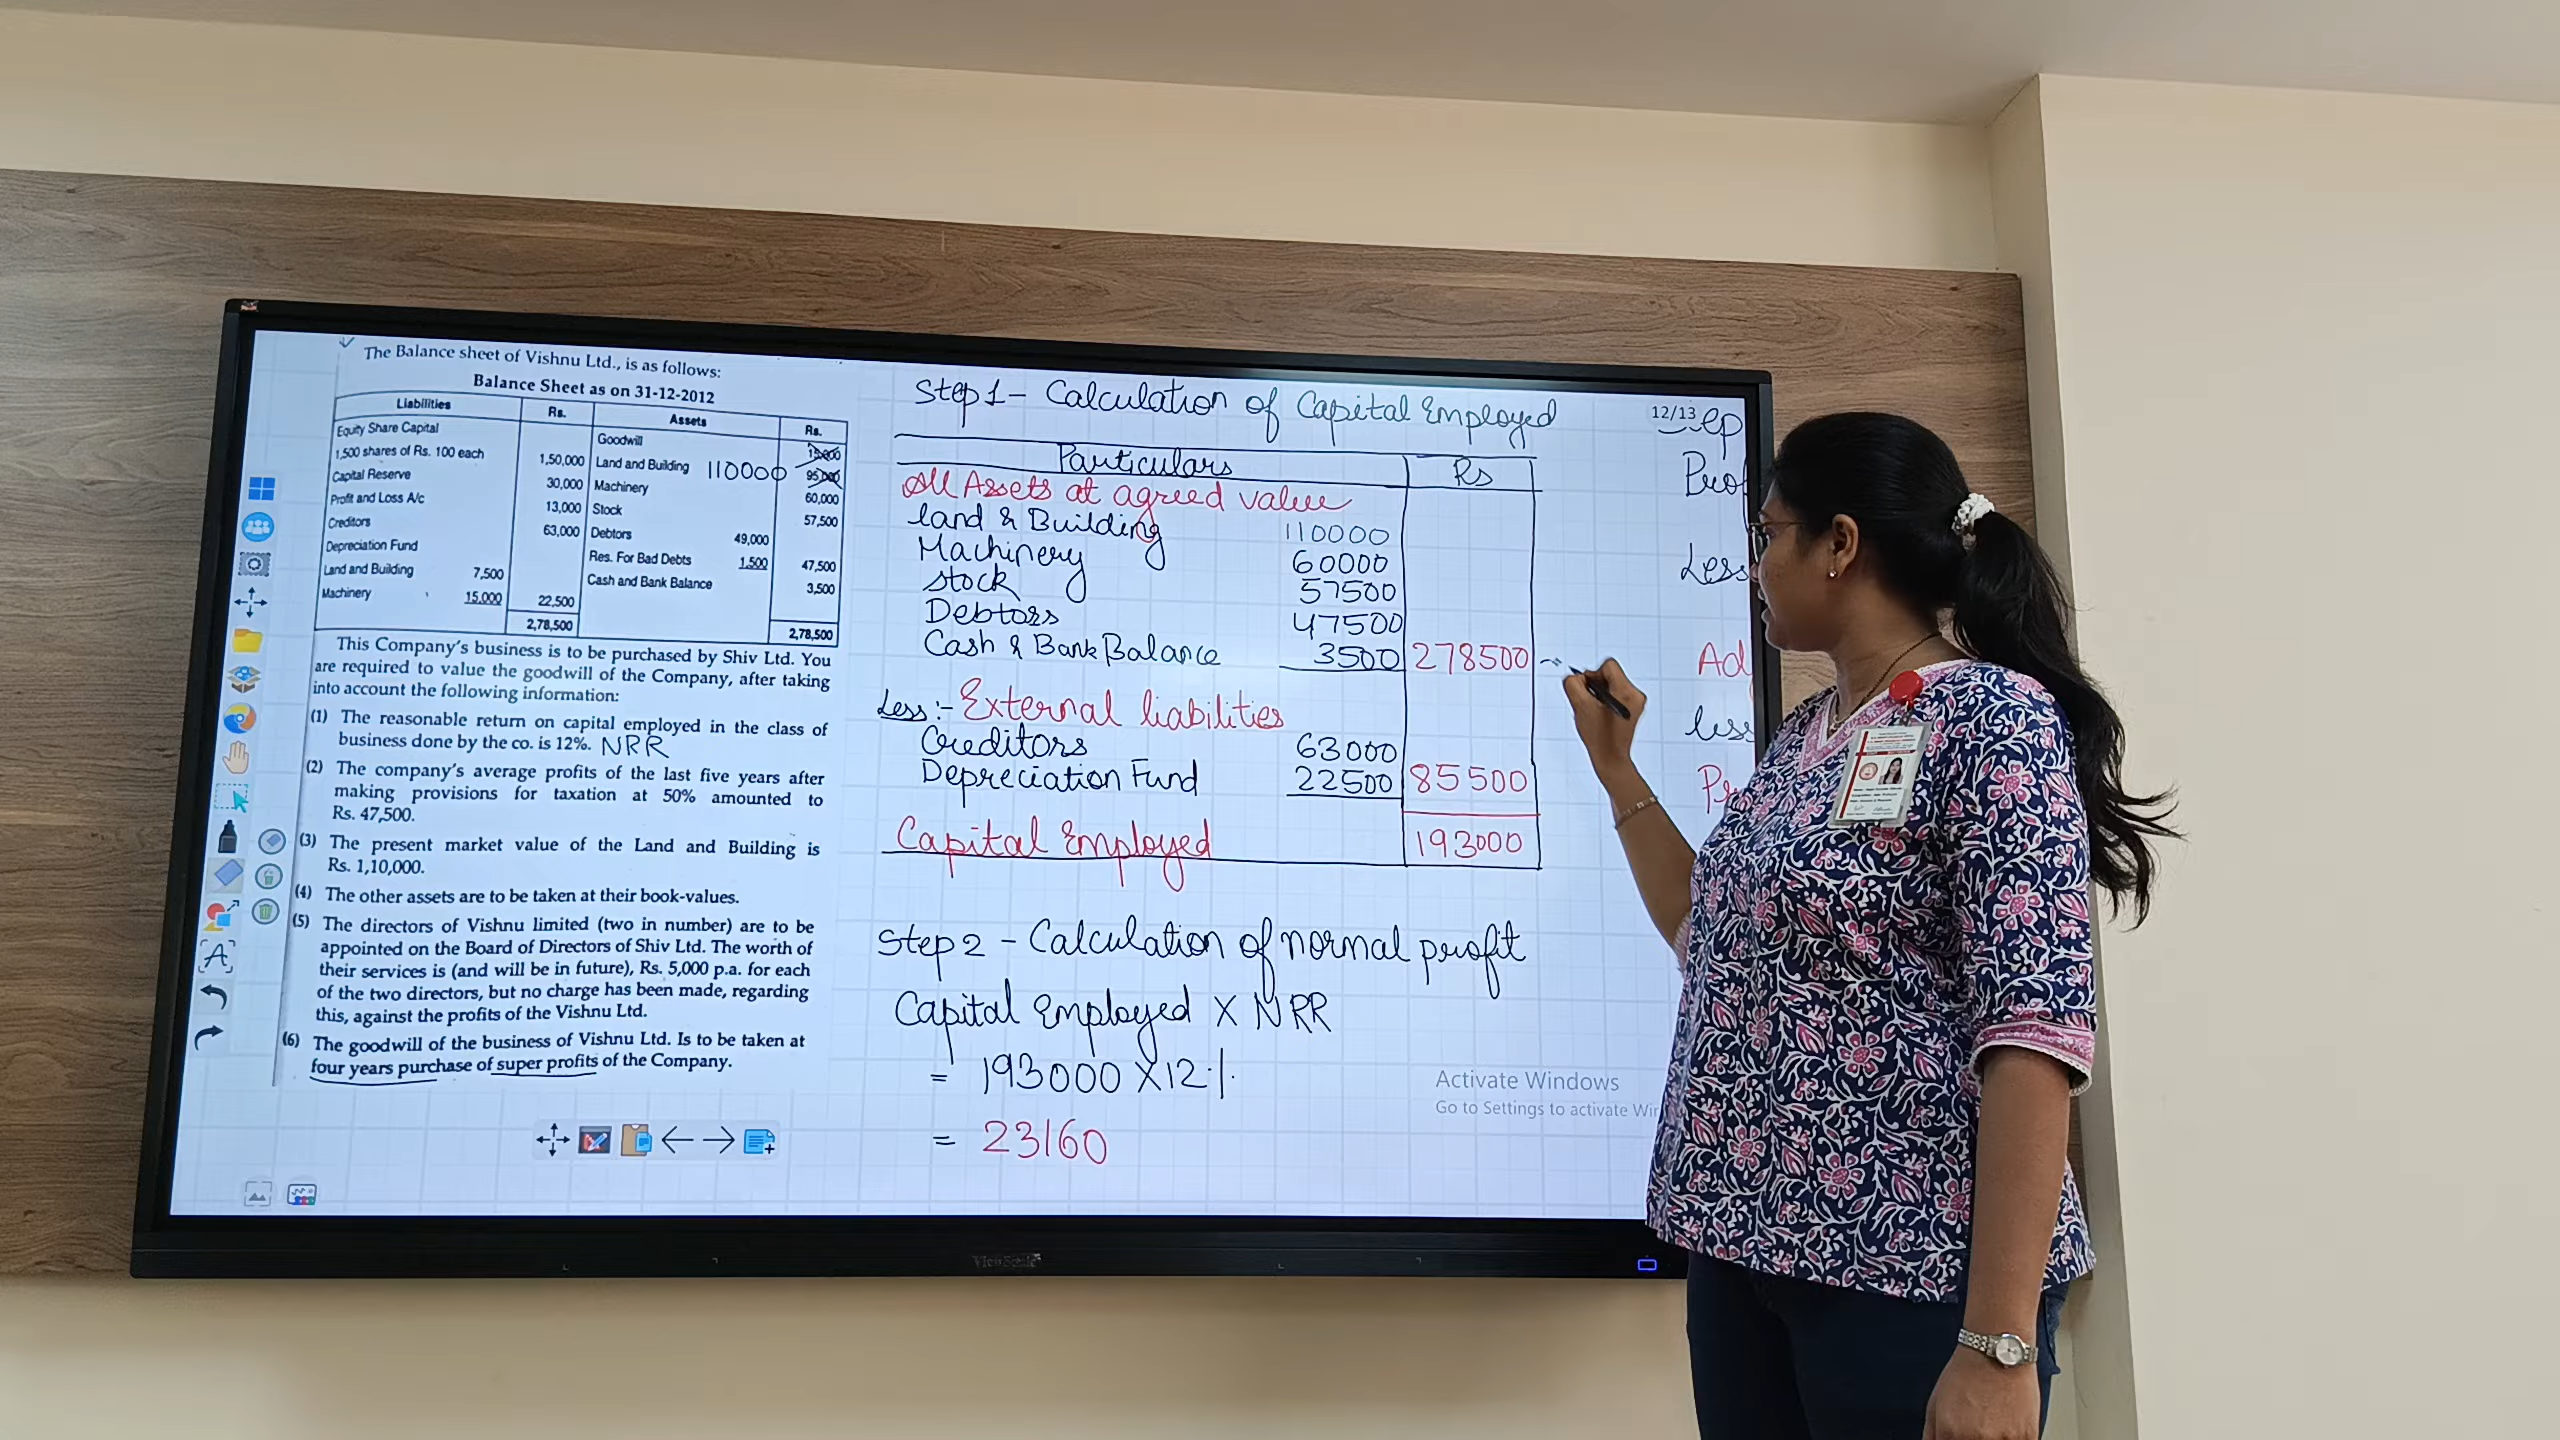 The Balance sheet of Vishnu Ltd., is as follows:
Balance Sheet as on 31-12-2012
Liabilities Rs. Assets Rs.
Equity Share Capital Goodwill 15,000
1,500 shares of Rs. 100 each 1,50,000 Land and Building 110000 95,000
Capital Reserve 30,000 Machinery 60,000
Profit and Loss A/c 13,000 Stock 57,500
Creditors 63,000 Debtors 49,000
Depreciation Fund Res. For Bad Debts 1,500 47,500
Land and Building 7,500 Cash and Bank Balance 3,500
Machinery 15,000 22,500
2,78,500 2,78,500
This Company's business is to be purchased by Shiv Ltd. You
are required to value the goodwill of the Company, after taking
into account the following information:
(1) The reasonable return on capital employed in the class of
business done by the co. is 12%. NRR
(2) The company's average profits of the last five years after
making provisions for taxation at 50% amounted to
Rs. 47,500.
(3) The present market value of the Land and Building is
Rs. 1,10,000.
(4) The other assets are to be taken at their book-values.
(5) The directors of Vishnu limited (two in number) are to be
appointed on the Board of Directors of Shiv Ltd. The worth of
their services is (and will be in future), Rs. 5,000 p.a. for each
of the two directors, but no charge has been made, regarding
this, against the profits of the Vishnu Ltd.
(6) The goodwill of the business of Vishnu Ltd. Is to be taken at
four years purchase of super profits of the Company.
Step 1 - Calculation of Capital Employed
Particulars Rs
All Assets at agreed value
land & Building 110000
Machinery 60000
stock 57500
Debtors 47500
Cash & Bank Balance 3500 278500
Less :- External liabilities
Creditors 63000
Depreciation Fund 22500 85500
Capital Employed 193000
Step 2 - Calculation of normal profit
Capital Employed X NRR
= 193000 X 12%
= 23160
12/13
ep
Prof
Less
Ad
less
Pr
Activate Windows
Go to Settings to activate Wir
ViewSonic